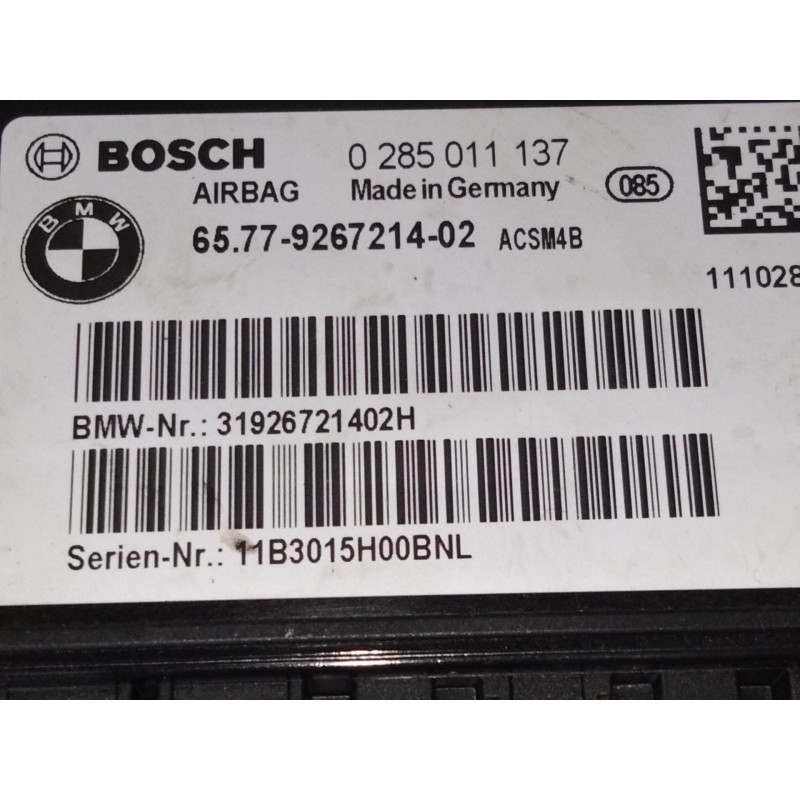 BOSCH 0 285 011 137
AIRBAG Made in Germany 085
BMW 65.77-9267214-02 ACSM4B
111028
BMW-Nr.: 31926721402H
Serien-Nr.: 11B3015H00BNL